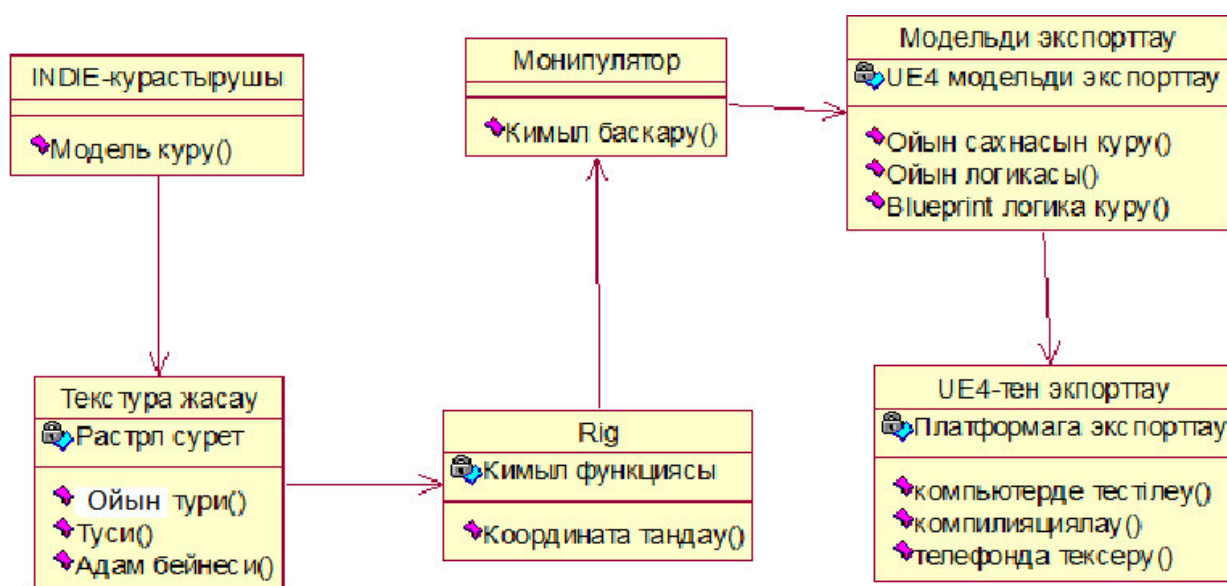 INDIE-курастырушы
Модель куру()
Текстура жасау
Растрл сурет
Ойын тури()
Туси()
Адам бейнеси()
Rig
Кимыл функциясы
Координата тандау()
Монипулятор
Кимыл баскару()
Модельди экспорттау
UE4 модельди экспорттау
Ойын сахнасын куру()
Ойын логикасы()
Blueprint логика куру()
UE4-тен экпорттау
Платформага экспорттау
компьютерде тестілеу()
компилияциялау()
телефонда тексеру()